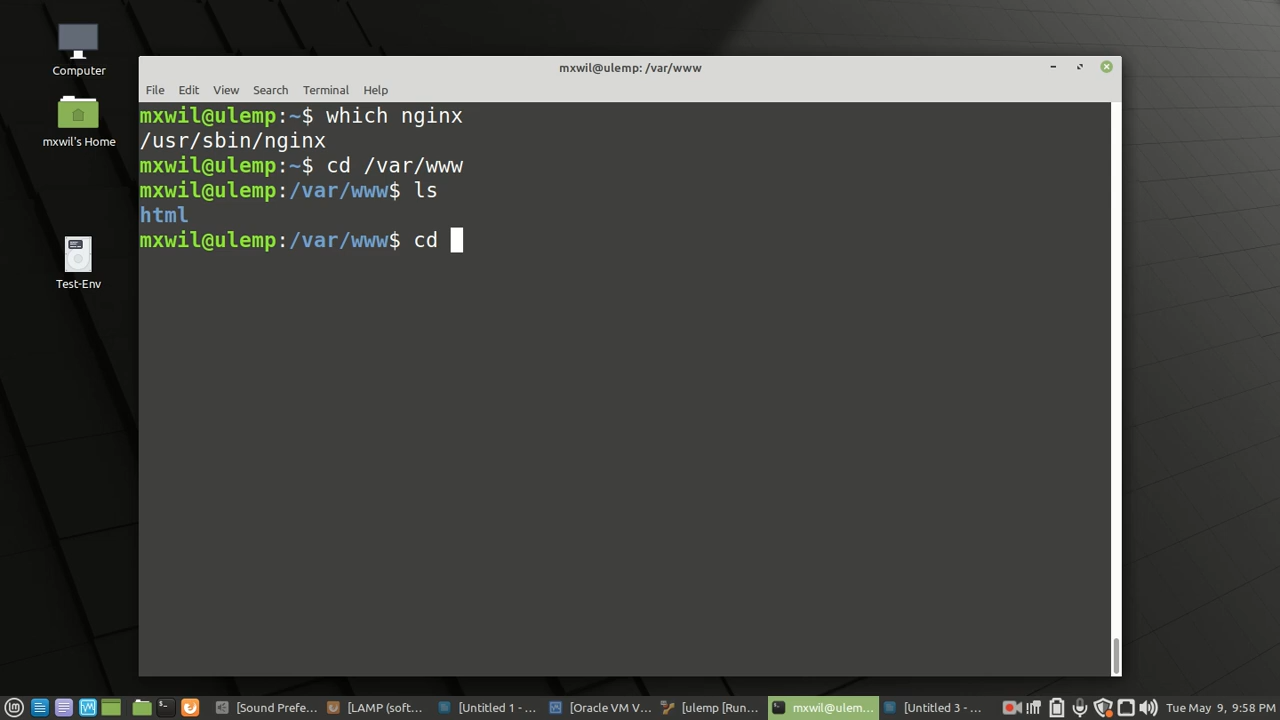 Computer
mxwil's Home
Test-Env
mxwil@ulemp: /var/www
File Edit View Search Terminal Help
mxwil@ulemp:~$ which nginx
/usr/sbin/nginx
mxwil@ulemp:~$ cd /var/www
mxwil@ulemp:/var/www$ ls
html
mxwil@ulemp:/var/www$ cd
[Sound Prefe... [LAMP (soft... [Untitled 1 - ... [Oracle VM V... [ulemp [Run... mxwil@ulem... [Untitled 3 - ... Tue May 9, 9:58 PM